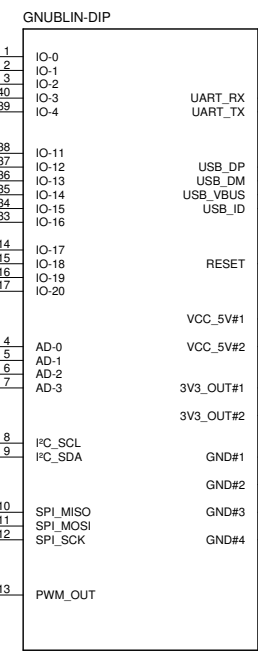 GNUBLIN-DIP
1 IO-0
2 IO-1
3 IO-2
40 IO-3 UART_RX
39 IO-4 UART_TX
38 IO-11
37 IO-12 USB_DP
36 IO-13 USB_DM
35 IO-14 USB_VBUS
34 IO-15 USB_ID
33 IO-16
14 IO-17
15 IO-18 RESET
16 IO-19
17 IO-20
VCC_5V#1
4 AD-0 VCC_5V#2
5 AD-1
6 AD-2
7 AD-3 3V3_OUT#1
3V3_OUT#2
8 I²C_SCL
9 I²C_SDA GND#1
GND#2
10 SPI_MISO GND#3
11 SPI_MOSI
12 SPI_SCK GND#4
13 PWM_OUT